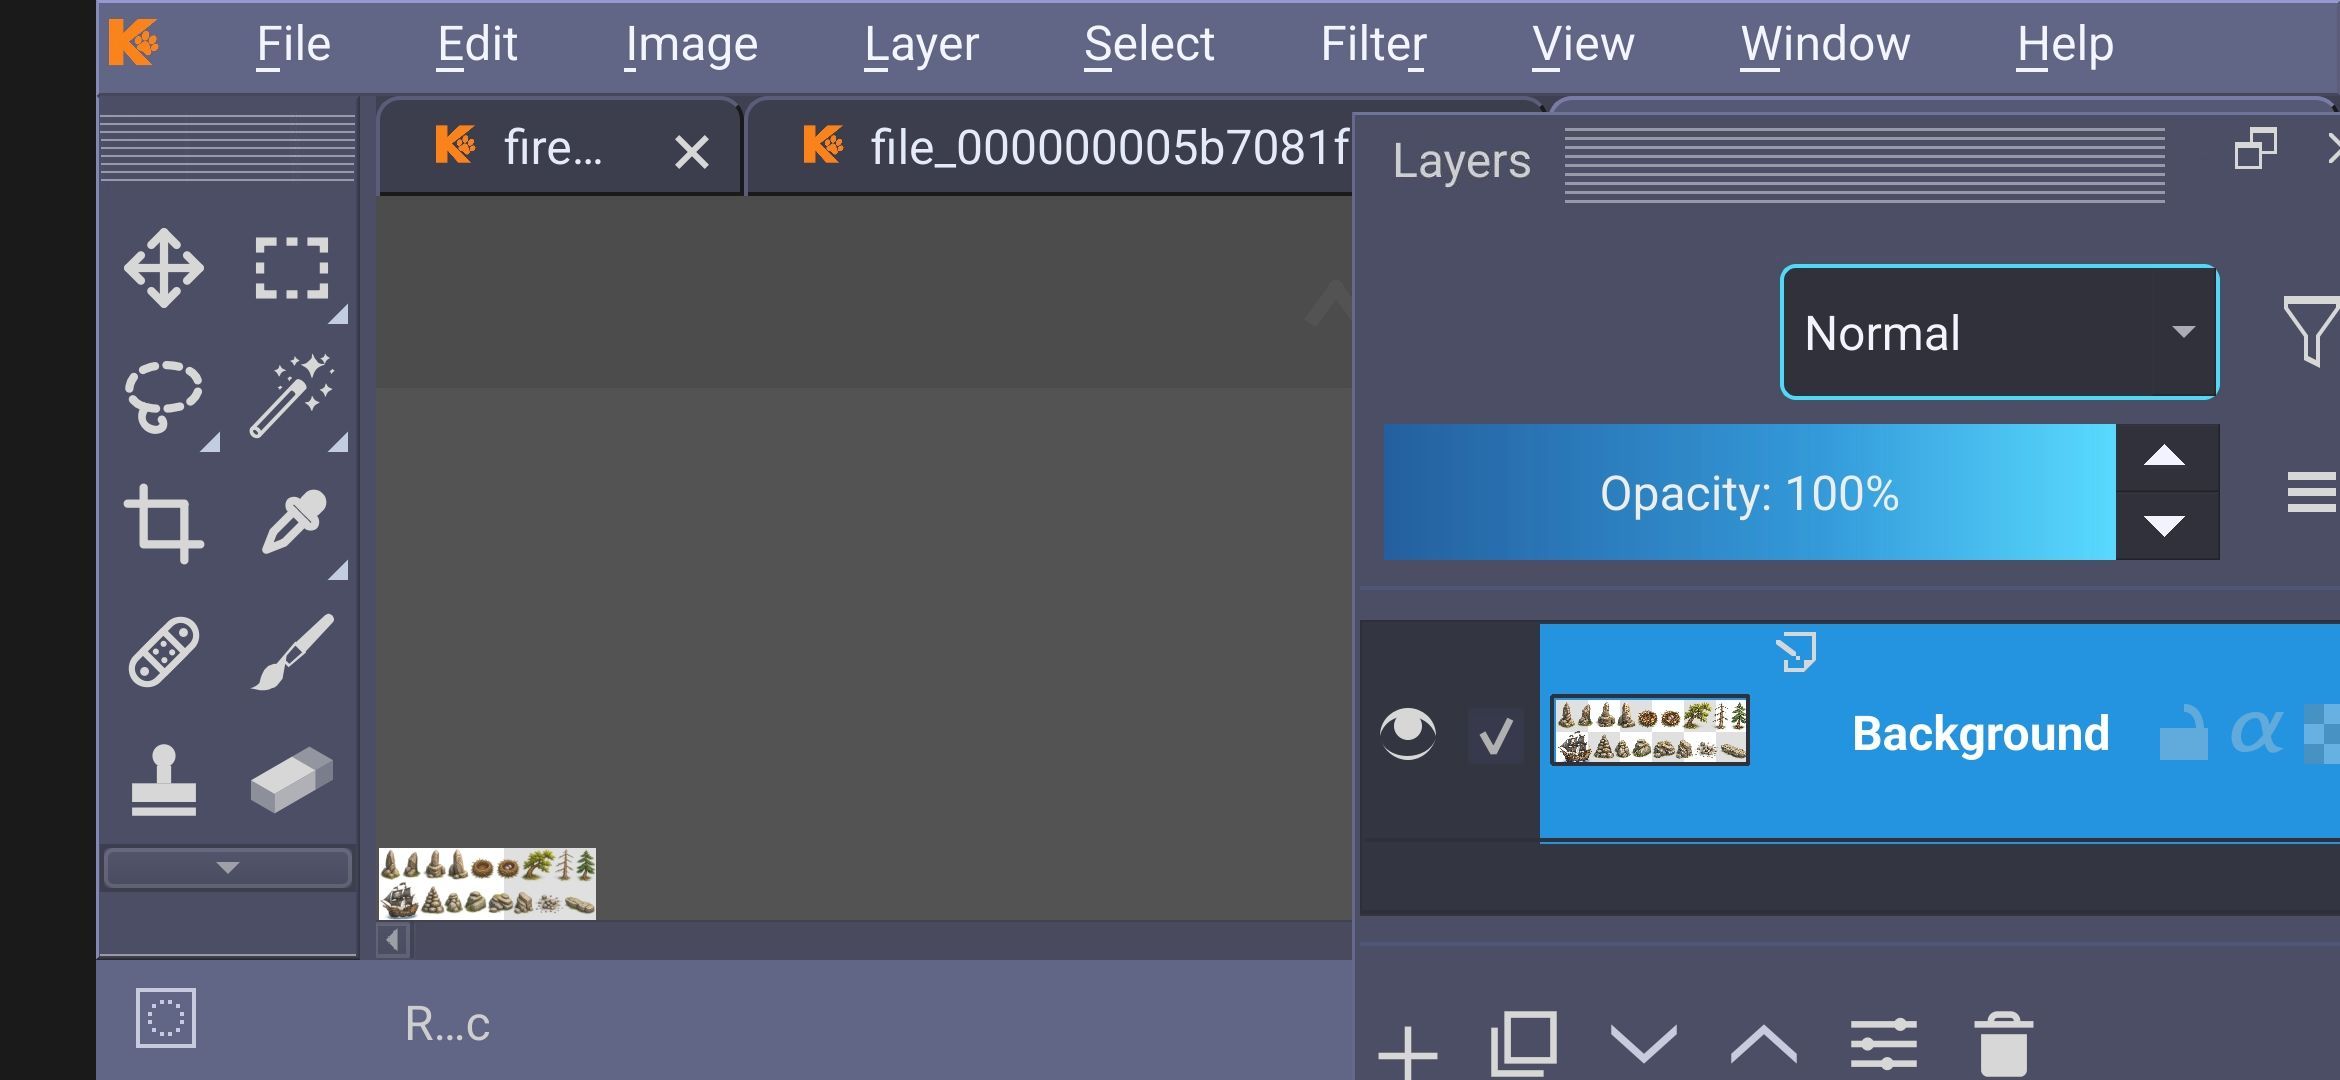 File Edit Image Layer Select Filter View Window Help
fire... file_000000005b7081f
Layers
Normal
Opacity: 100%
Background α
R...c